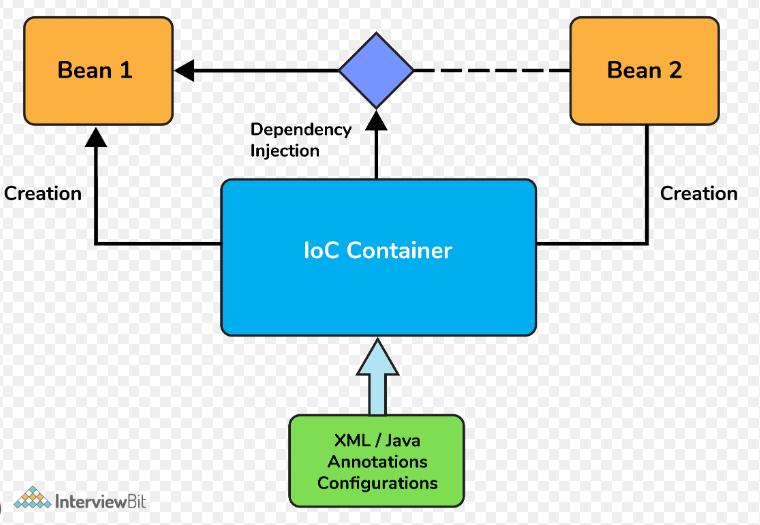 Bean 1
Bean 2
Dependency
Injection
Creation
Creation
IoC Container
XML / Java
Annotations
Configurations
InterviewBit